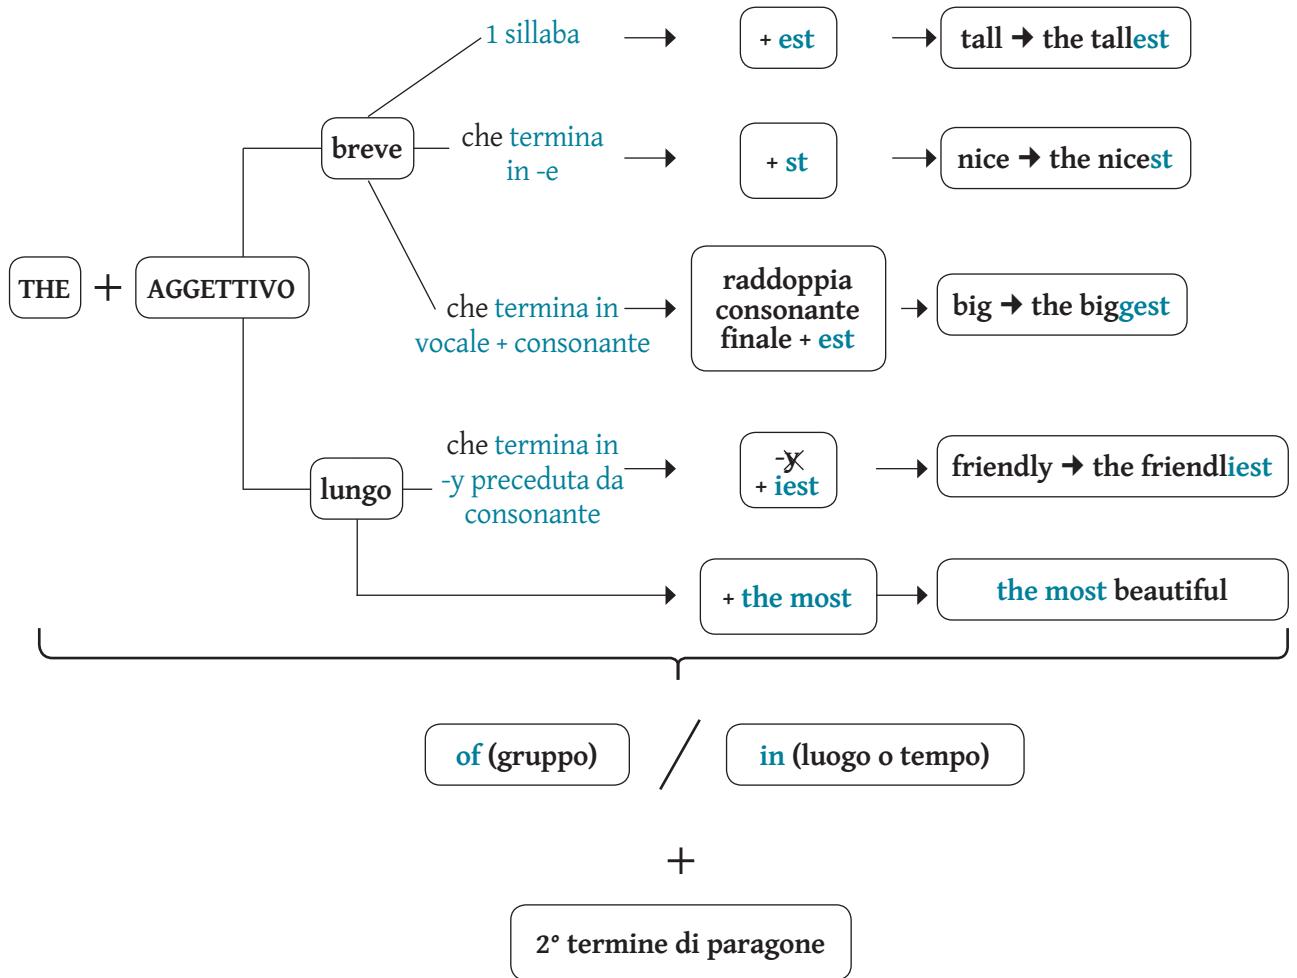 1 sillaba
+ est
tall → the tallest
breve
che termina
in -e
+ st
nice → the nicest
THE + AGGETTIVO
che termina in
vocale + consonante
raddoppia
consonante
finale + est
big → the biggest
lungo
che termina in
-y preceduta da
consonante
-y
+ iest
friendly → the friendliest
+ the most
the most beautiful
of (gruppo) / in (luogo o tempo)
+
2° termine di paragone